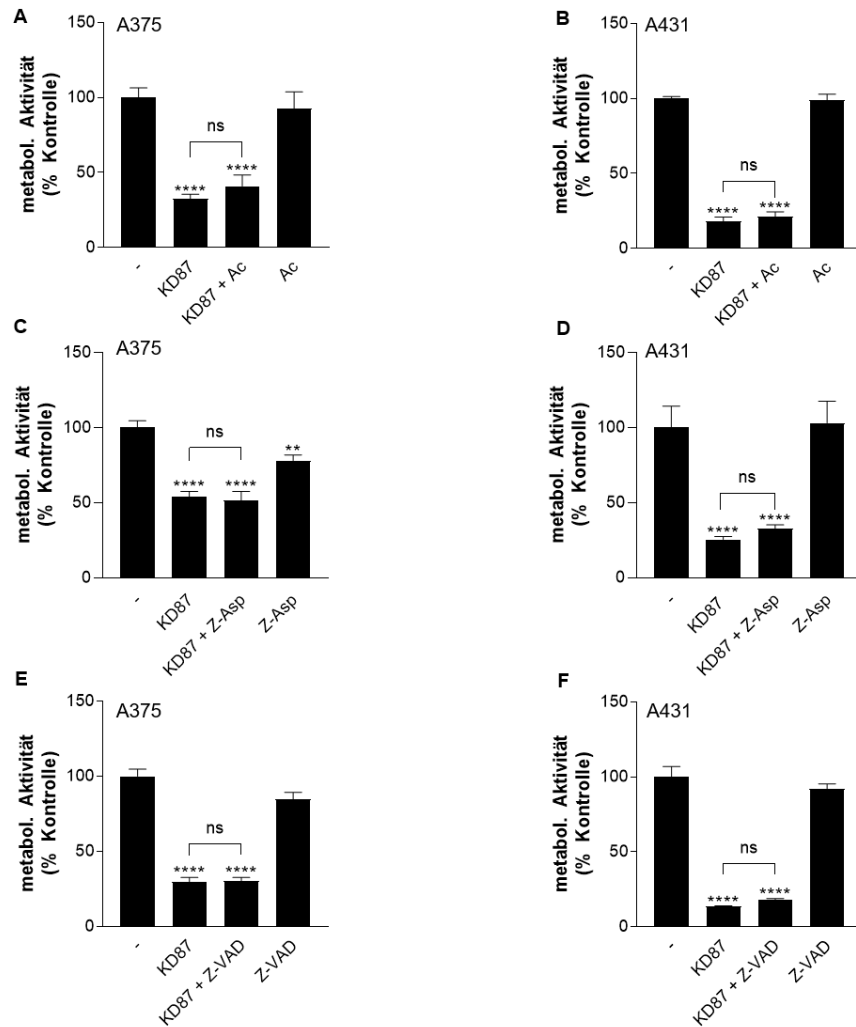 A
A375
metabol. Aktivität
(% Kontrolle)
150
100
50
0
ns
****
****
-
KD87
KD87 + Ac
Ac
B
A431
metabol. Aktivität
(% Kontrolle)
150
100
50
0
ns
****
****
-
KD87
KD87 + Ac
Ac
C
A375
metabol. Aktivität
(% Kontrolle)
150
100
50
0
ns
****
****
**
-
KD87
KD87 + Z-Asp
Z-Asp
D
A431
metabol. Aktivität
(% Kontrolle)
150
100
50
0
ns
****
****
-
KD87
KD87 + Z-Asp
Z-Asp
E
A375
metabol. Aktivität
(% Kontrolle)
150
100
50
0
ns
****
****
-
KD87
KD87 + Z-VAD
Z-VAD
F
A431
metabol. Aktivität
(% Kontrolle)
150
100
50
0
ns
****
****
-
KD87
KD87 + Z-VAD
Z-VAD